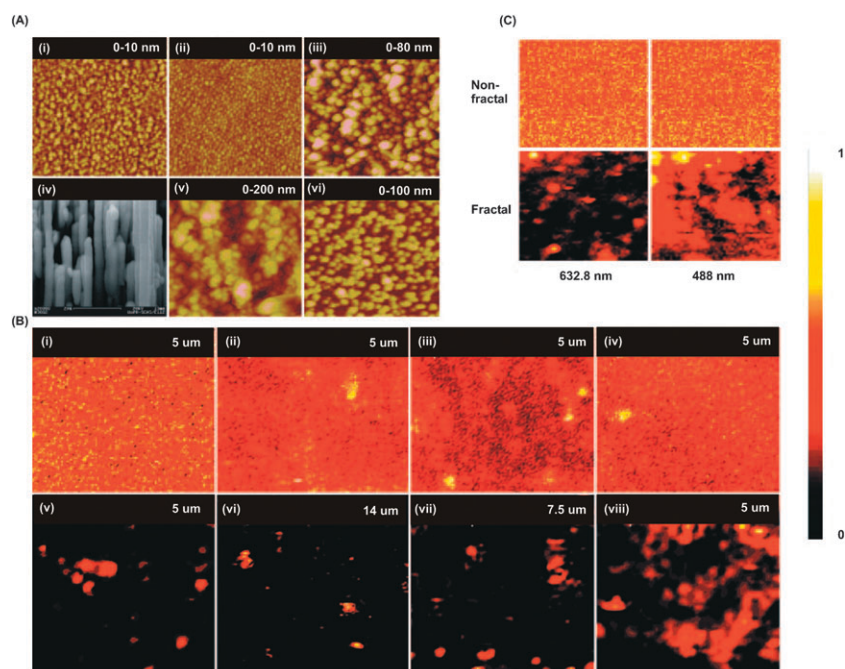 (A)
(i) 0-10 nm
(ii) 0-10 nm
(iii) 0-80 nm
(iv)
(v) 0-200 nm
(vi) 0-100 nm
(C)
Non-
fractal
Fractal
632.8 nm 488 nm
1
0
(B)
(i) 5 um
(ii) 5 um
(iii) 5 um
(iv) 5 um
(v) 5 um
(vi) 14 um
(vii) 7.5 um
(viii) 5 um